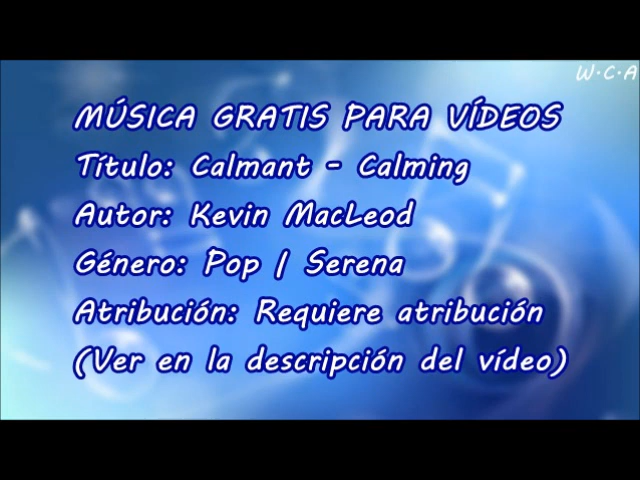 W·C·A
MÚSICA GRATIS PARA VÍDEOS
Título: Calmant - Calming
Autor: Kevin MacLeod
Género: Pop / Serena
Atribución: Requiere atribución
(Ver en la descripción del vídeo)